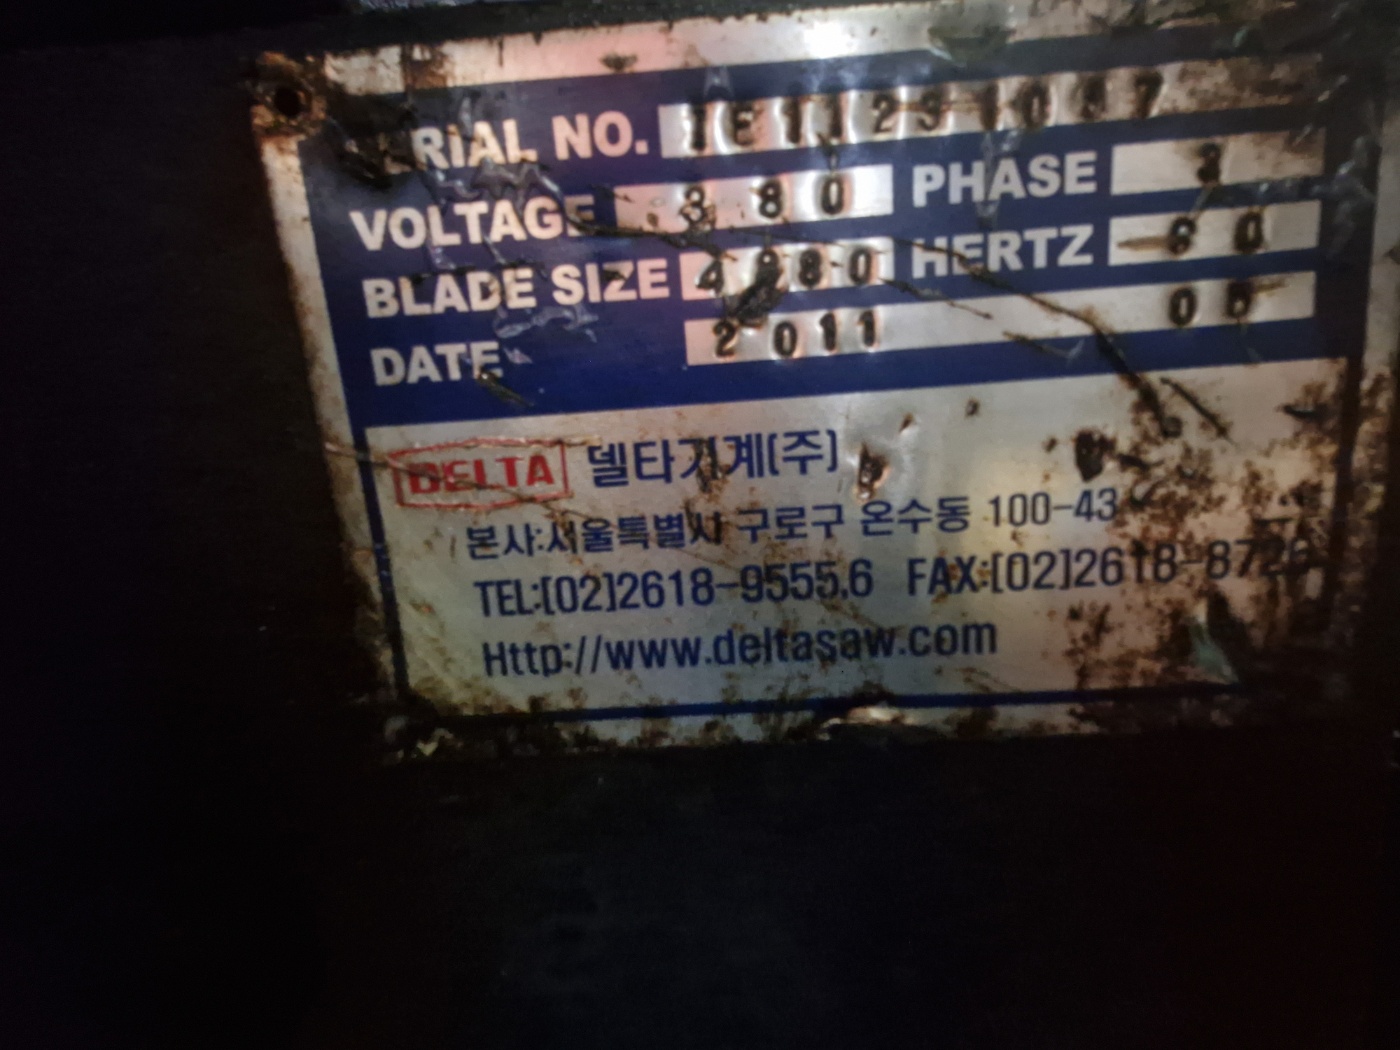 RIAL NO.
VOLTAGE 380 PHASE 3
BLADE SIZE HERTZ 60
DATE 2011
DELTA 델타기계(주)
본사:서울특별시 구로구 온수동 100-43
TEL:[02]2618-9555,6 FAX:[02]2618-8726
Http://www.deltasaw.com